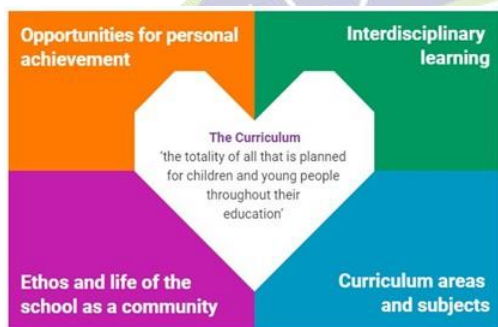 Opportunities for personal
achievement
Interdisciplinary
learning
The Curriculum
'the totality of all that is planned
for children and young people
throughout their
education'
Ethos and life of the
school as a community
Curriculum areas
and subjects